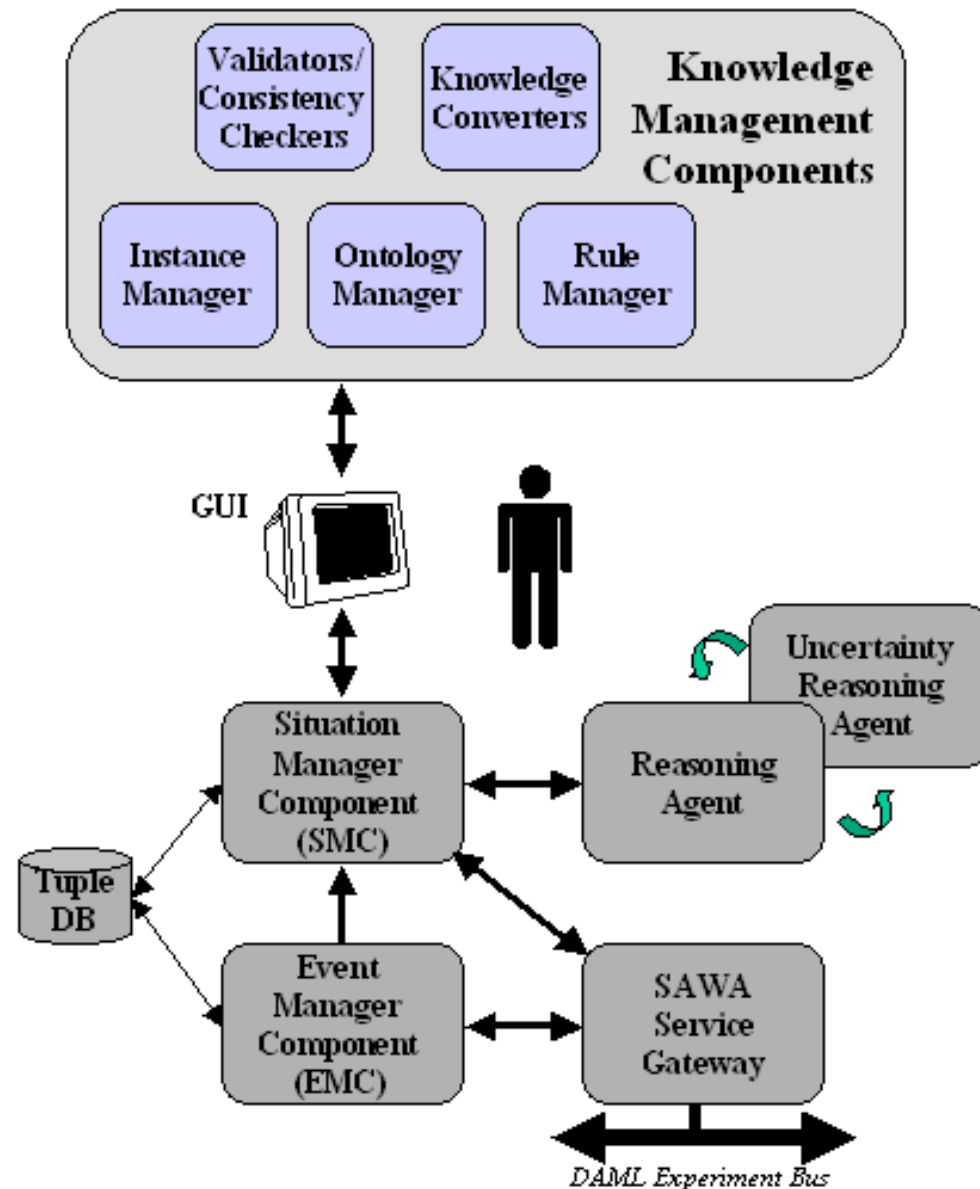 Validators/
Consistency
Checkers
Knowledge
Converters
Knowledge
Management
Components
Instance
Manager
Ontology
Manager
Rule
Manager
GUI
Uncertainty
Reasoning
Agent
Situation
Manager
Component
(SMC)
Reasoning
Agent
Tuple
DB
Event
Manager
Component
(EMC)
SAWA
Service
Gateway
DAML Experiment Bus